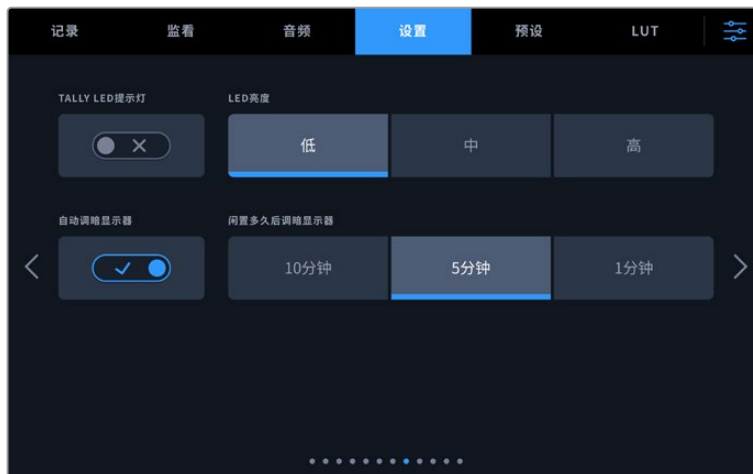 记录 监看 音频 设置 预设 LUT
TALLY LED提示灯 LED亮度
低 中 高
自动调暗显示器 闲置多久后调暗显示器
10分钟 5分钟 1分钟